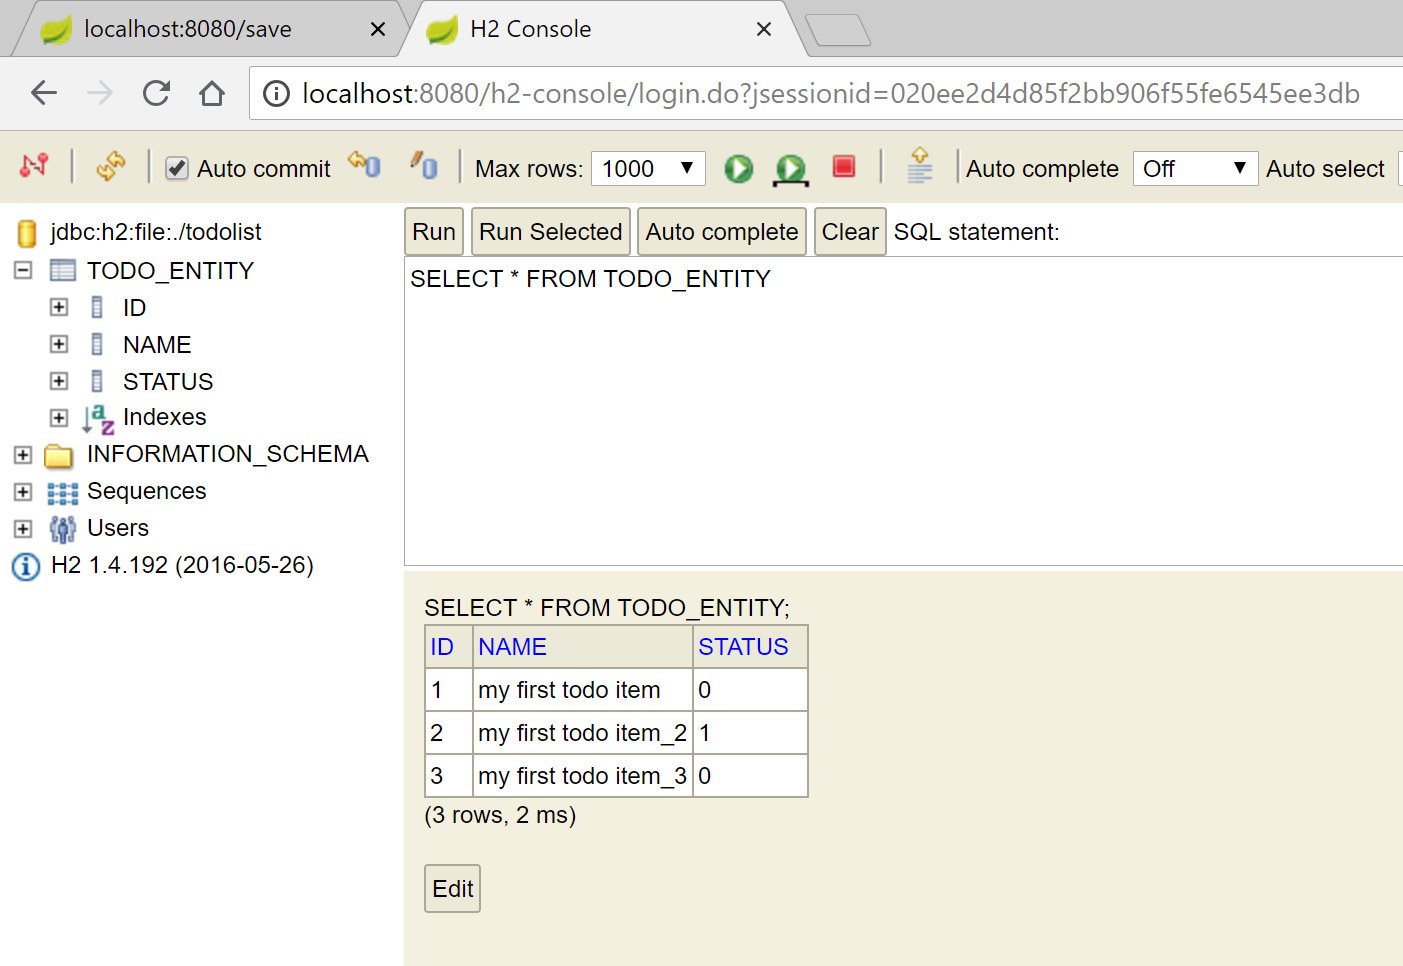 localhost:8080/save
H2 Console
localhost:8080/h2-console/login.do?jsessionid=020ee2d4d85f2bb906f55fe6545ee3db
Auto commit Max rows: 1000 Auto complete Off Auto select
jdbc:h2:file:./todolist
TODO_ENTITY
ID
NAME
STATUS
Indexes
INFORMATION_SCHEMA
Sequences
Users
H2 1.4.192 (2016-05-26)
Run Run Selected Auto complete Clear SQL statement:
SELECT * FROM TODO_ENTITY
SELECT * FROM TODO_ENTITY;
ID NAME STATUS
1 my first todo item 0
2 my first todo item_2 1
3 my first todo item_3 0
(3 rows, 2 ms)
Edit